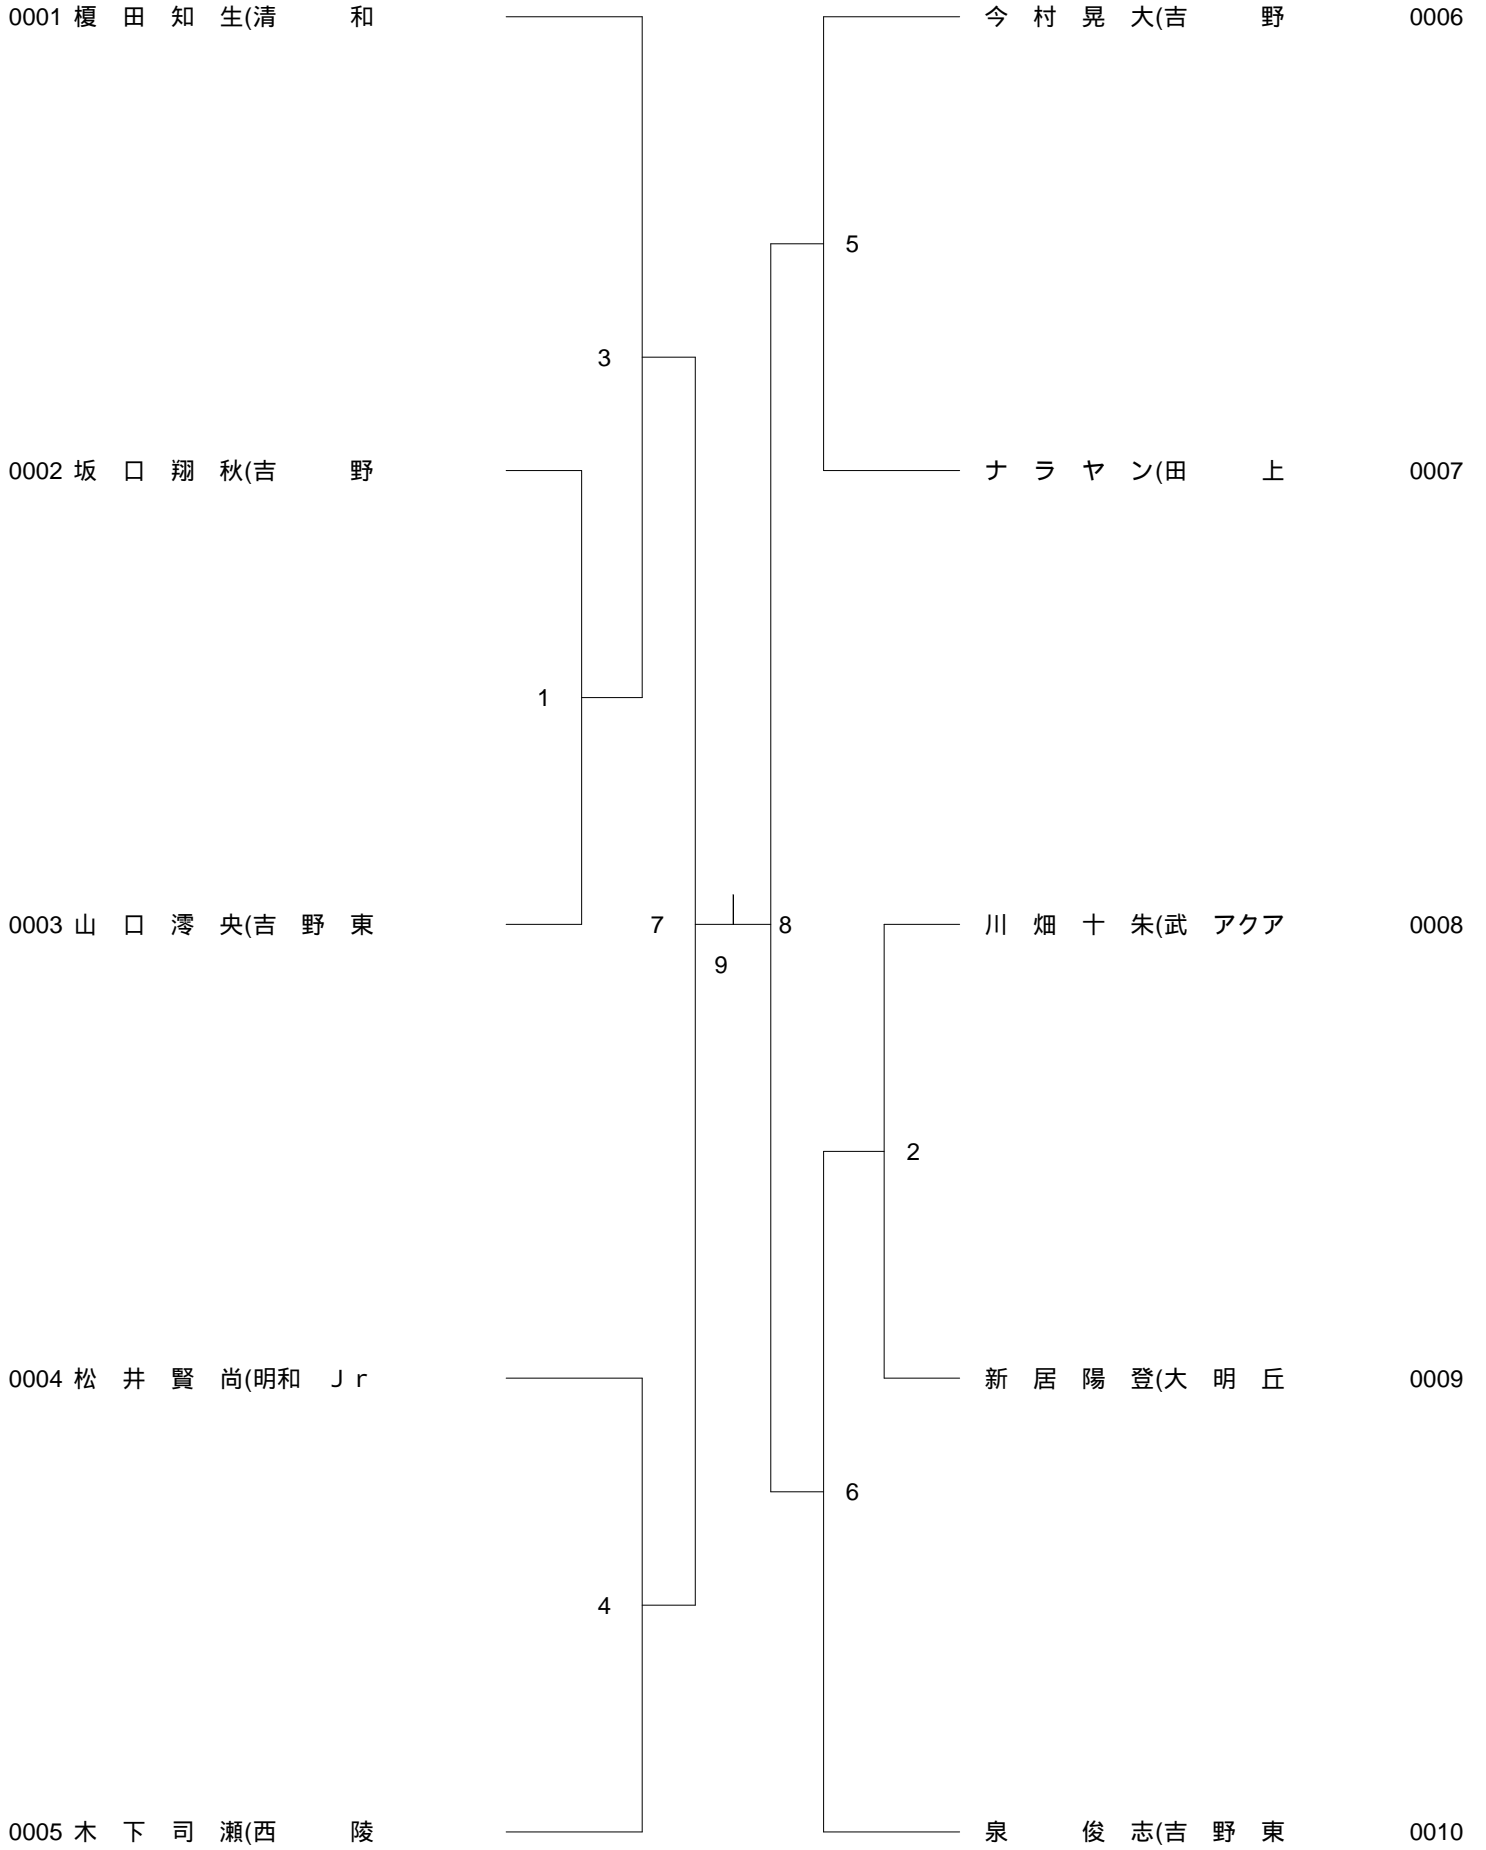 0001 榎　田　知　生(清　　　和
0002 坂　口　翔　秋(吉　　　野
0003 山　口　澪　央(吉　野　東
0004 松　井　賢　尚(明和　Ｊｒ
0005 木　下　司　瀬(西　　　陵
3
1
7
9
4
今　村　晃　大(吉　　　野 0006
5
ナ　ラ　ヤ　ン(田　　　上 0007
8
川　畑　十　朱(武　アクア 0008
2
新　居　陽　登(大　明　丘 0009
6
泉　　　俊　志(吉　野　東 0010